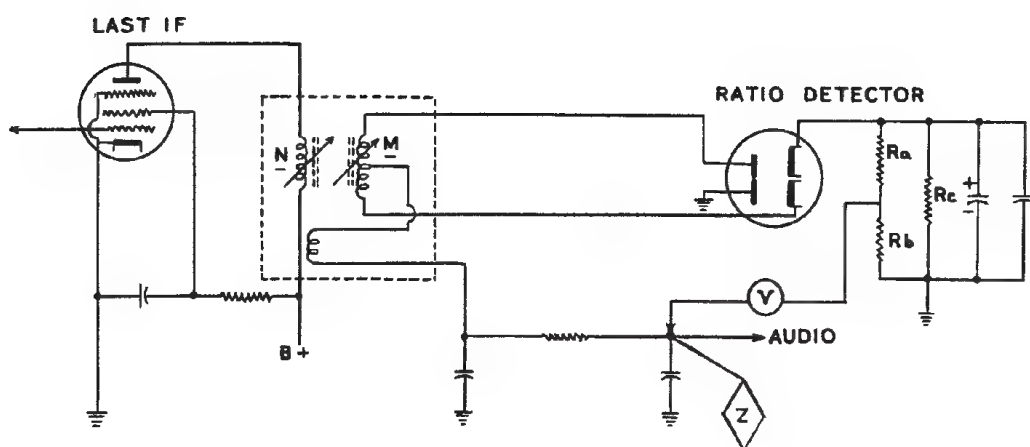 LAST IF
RATIO DETECTOR
N
M
Ra
Rc
+
-
Rb
V
B+
AUDIO
Z